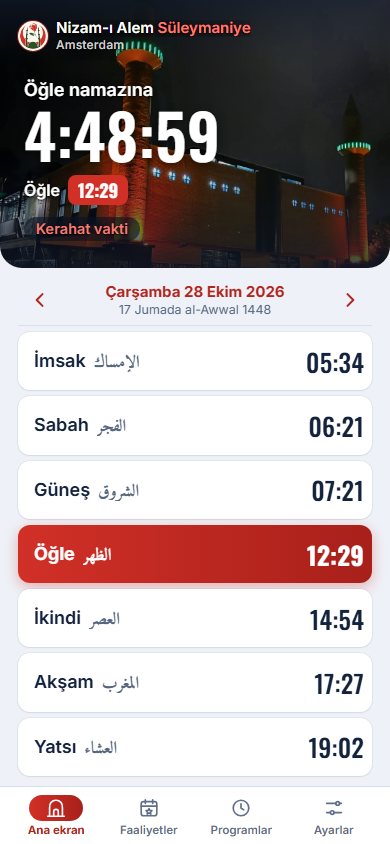 Nizam-ı Alem Süleymaniye
Amsterdam
Öğle namazına
4:48:59
Öğle 12:29
Kerahat vakti
Çarşamba 28 Ekim 2026
17 Jumada al-Awwal 1448
İmsak الإمساك 05:34
Sabah الفجر 06:21
Güneş الشروق 07:21
Öğle الظهر 12:29
İkindi العصر 14:54
Akşam المغرب 17:27
Yatsı العشاء 19:02
Ana ekran Faaliyetler Programlar Ayarlar